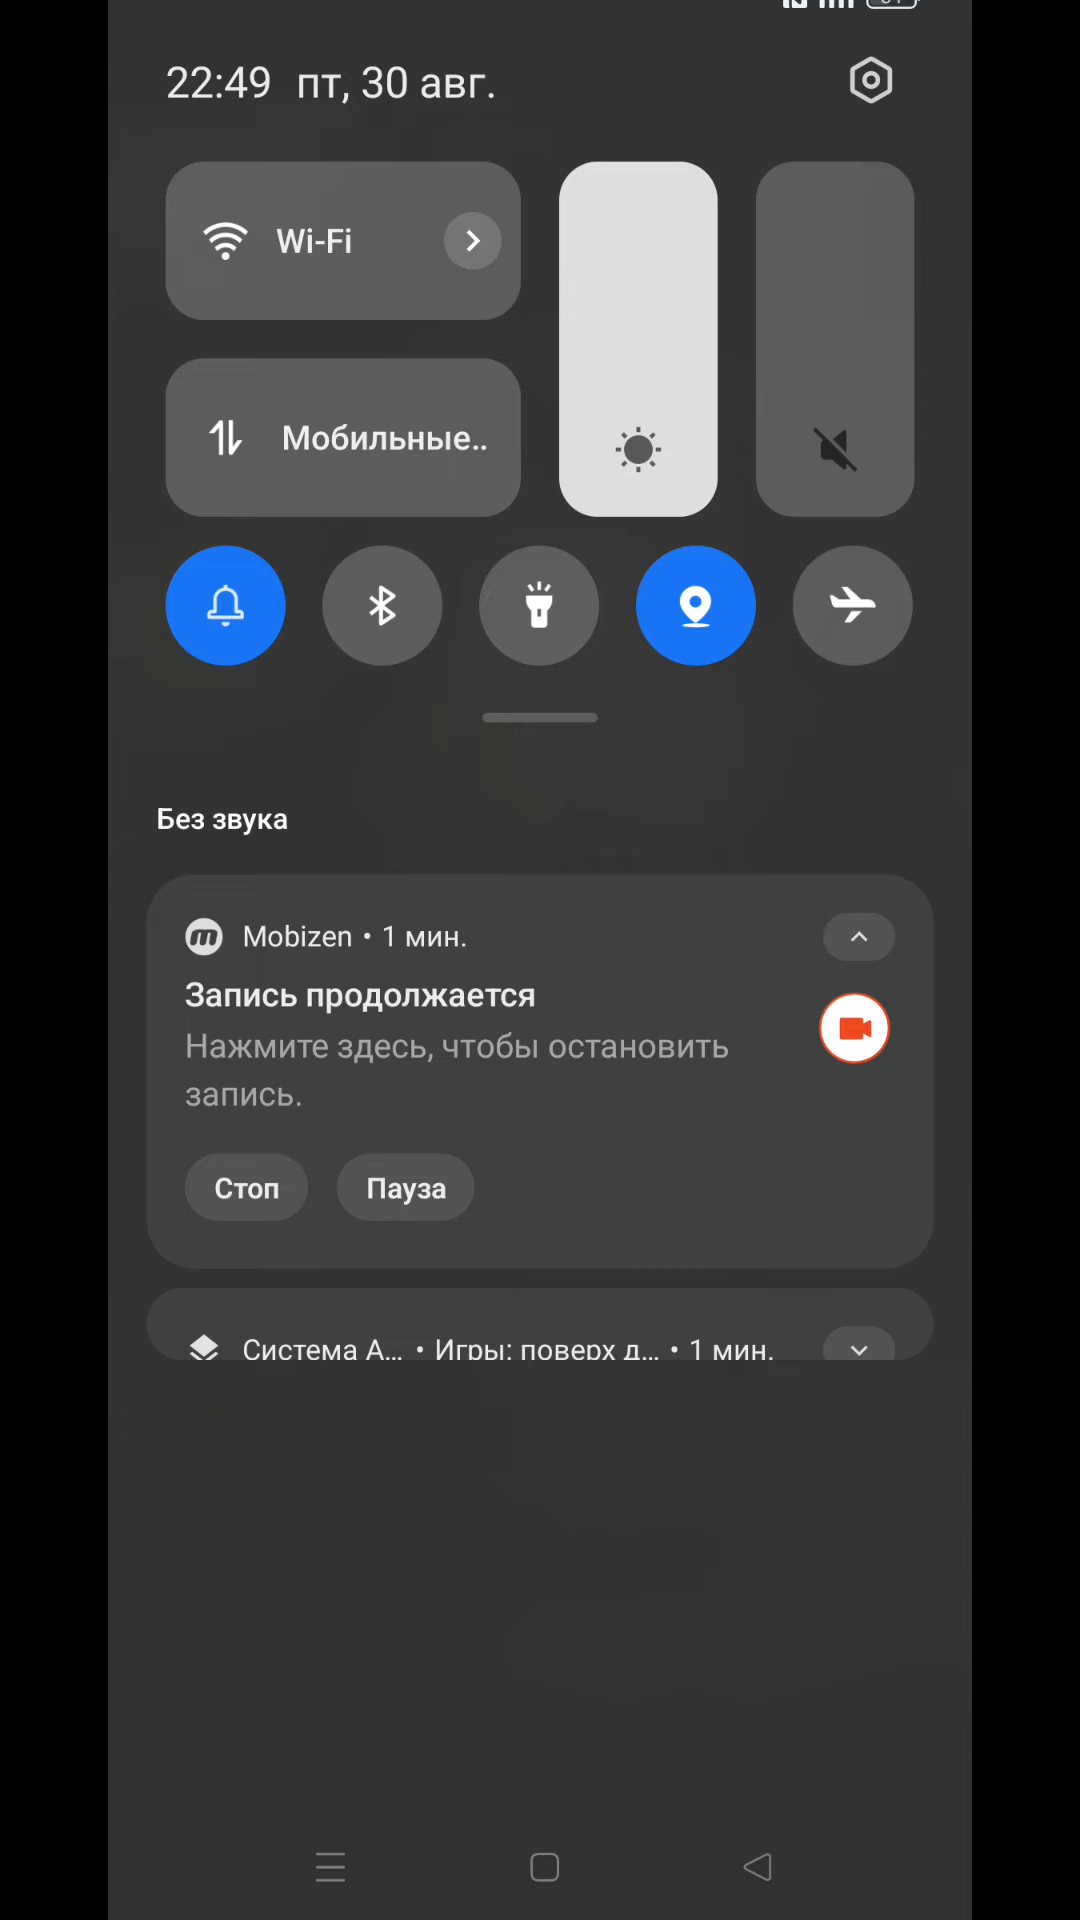 22:49 пт, 30 авг.
Wi-Fi
Мобильные..
Без звука
Mobizen • 1 мин.
Запись продолжается
Нажмите здесь, чтобы остановить
запись.
Стоп Пауза
Система А... • Игры: поверх д... • 1 мин.